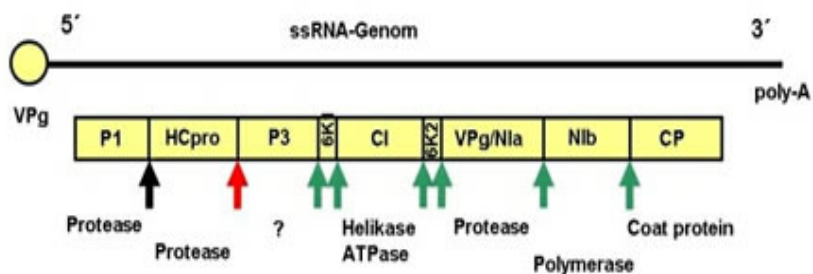 5´ ssRNA-Genom 3´
VPg
poly-A
P1 HCpro P3 6K1 CI 6K2 VPg/NIa NIb CP
Protease
Protease
?
Helikase
ATPase
Protease
Polymerase
Coat protein